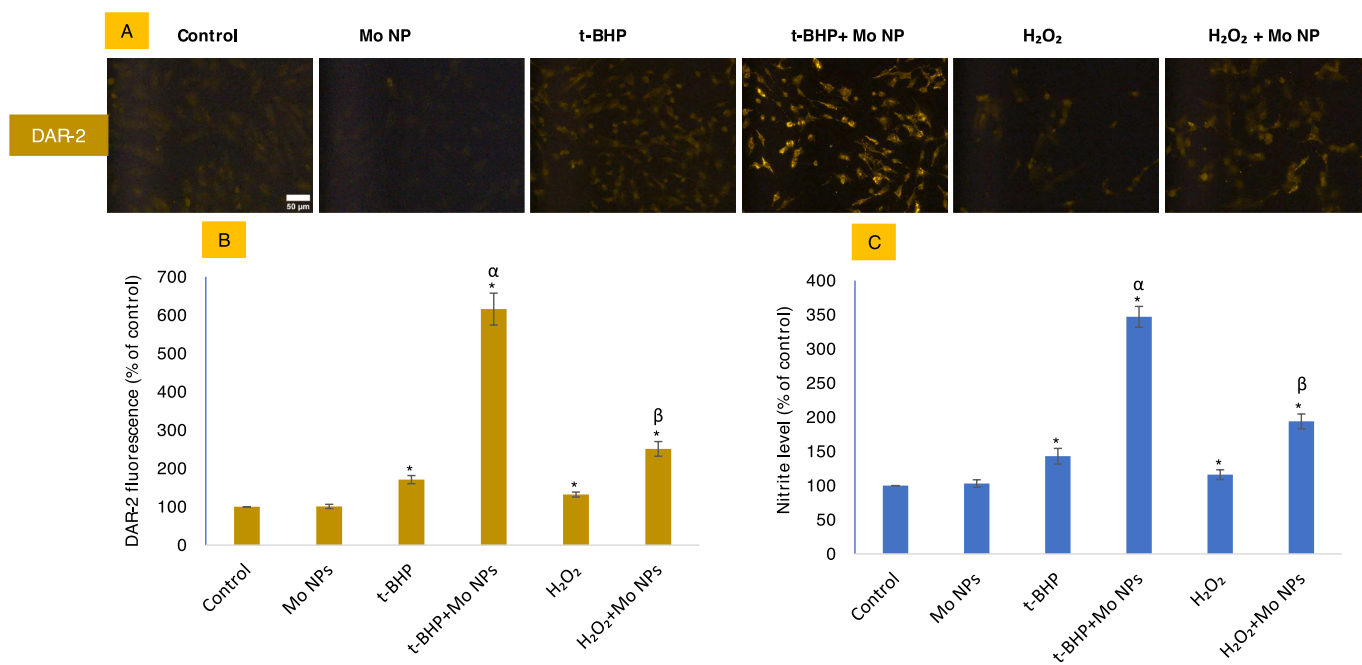 A
Control
Mo NP
t-BHP
t-BHP+ Mo NP
H₂O₂
H₂O₂ + Mo NP
DAR-2
50 µm
B
DAR-2 fluorescence (% of control)
700
600
500
400
300
200
100
0
*
α
*
*
β
*
Control
Mo NPs
t-BHP
t-BHP+Mo NPs
H₂O₂
H₂O₂+Mo NPs
C
Nitrite level (% of control)
400
350
300
250
200
150
100
50
0
*
α
*
*
β
*
Control
Mo NPs
t-BHP
t-BHP+Mo NPs
H₂O₂
H₂O₂+Mo NPs